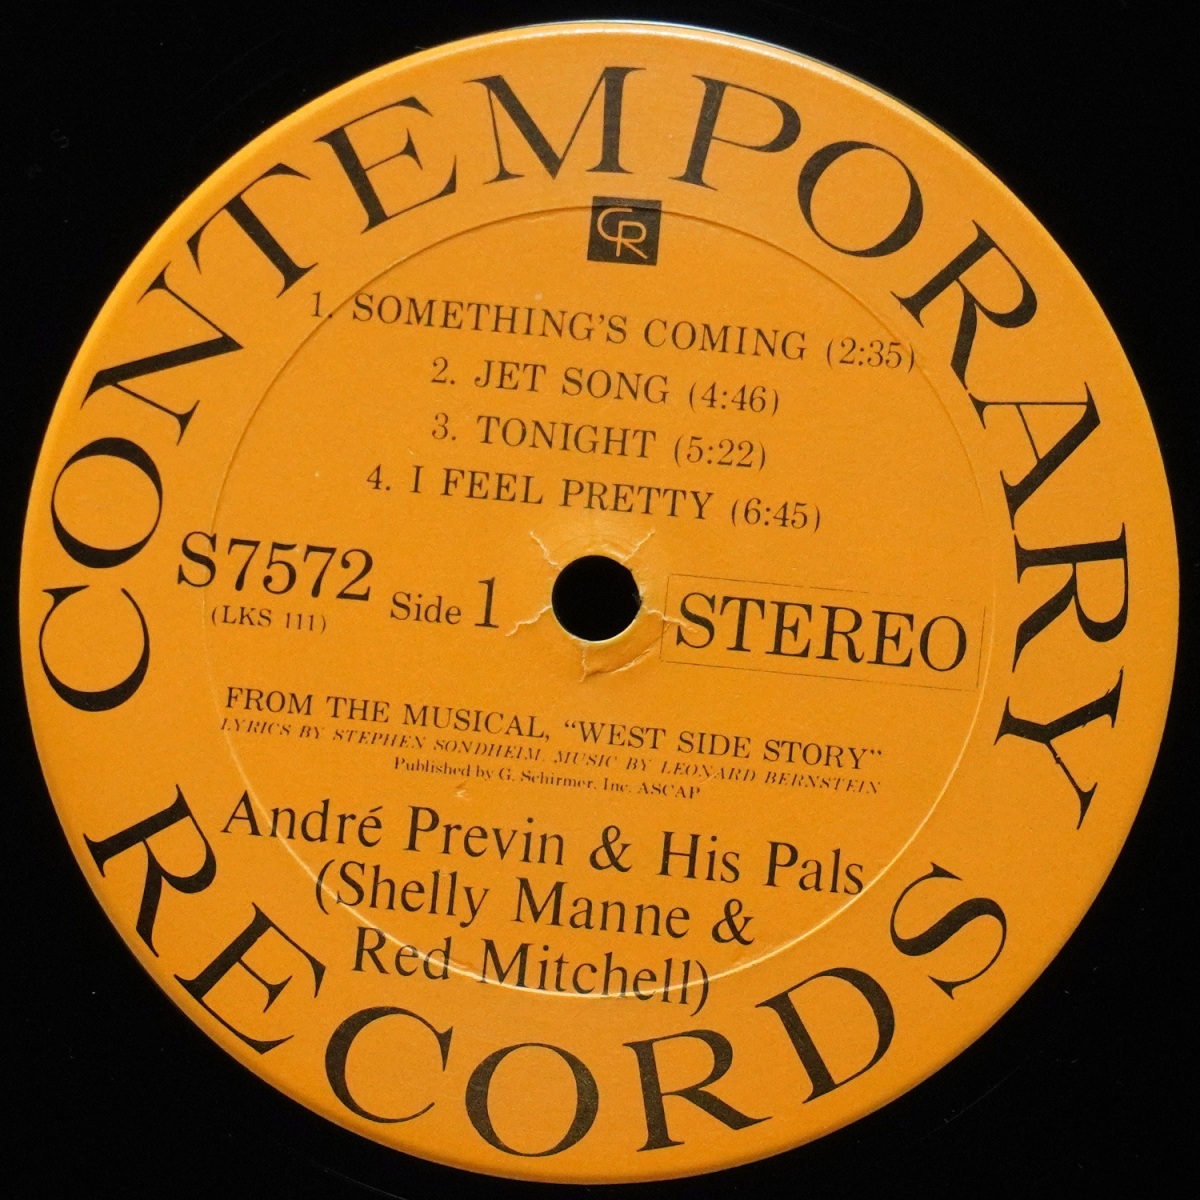 CONTEMPORARY
RECORDS
CR
1. SOMETHING'S COMING (2:35)
2. JET SONG (4:46)
3. TONIGHT (5:22)
4. I FEEL PRETTY (6:45)
S7572
(LKS 111)
Side 1
STEREO
FROM THE MUSICAL, “WEST SIDE STORY”
LYRICS BY STEPHEN SONDHEIM, MUSIC BY LEONARD BERNSTEIN
Published by G. Schirmer, Inc. ASCAP
André Previn & His Pals
(Shelly Manne &
Red Mitchell)